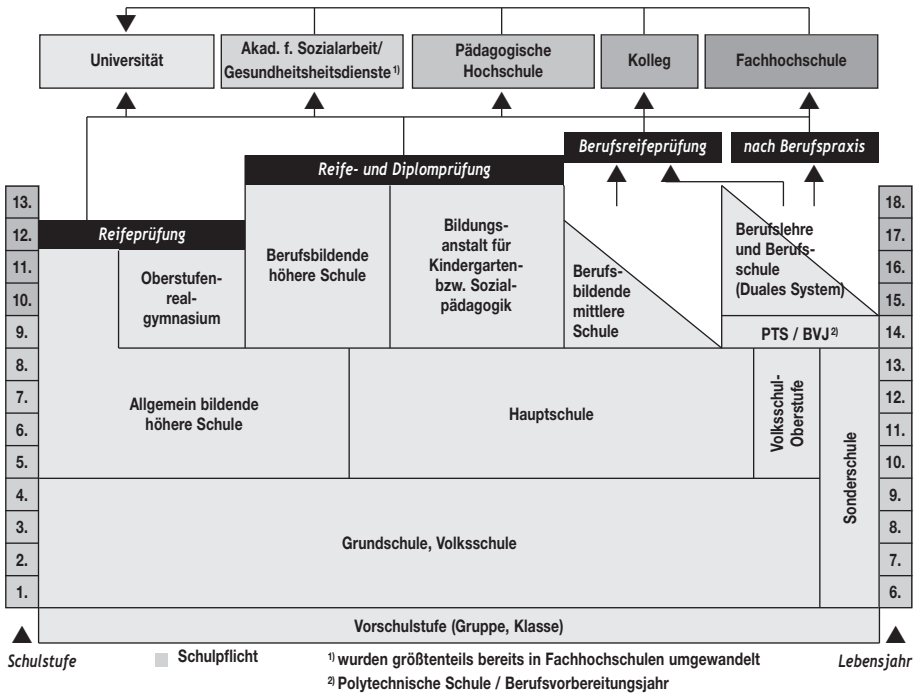 Universität
Akad. f. Sozialarbeit/
Gesundheitsheitsdienste 1)
Pädagogische
Hochschule
Kolleg
Fachhochschule
Berufsreifeprüfung
nach Berufspraxis
Reife- und Diplomprüfung
Reifeprüfung
13.
12.
11.
10.
9.
8.
7.
6.
5.
4.
3.
2.
1.
Oberstufen-
real-
gymnasium
Berufsbildende
höhere Schule
Bildungs-
anstalt für
Kindergarten-
bzw. Sozial-
pädagogik
Berufs-
bildende
mittlere
Schule
Berufslehre
und Berufs-
schule
(Duales System)
PTS / BVJ 2)
18.
17.
16.
15.
14.
13.
12.
11.
10.
9.
8.
7.
6.
Allgemein bildende
höhere Schule
Hauptschule
Volksschul-
Oberstufe
Sonderschule
Grundschule, Volksschule
Vorschulstufe (Gruppe, Klasse)
Schulstufe
Schulpflicht
1) wurden größtenteils bereits in Fachhochschulen umgewandelt
2) Polytechnische Schule / Berufsvorbereitungsjahr
Lebensjahr